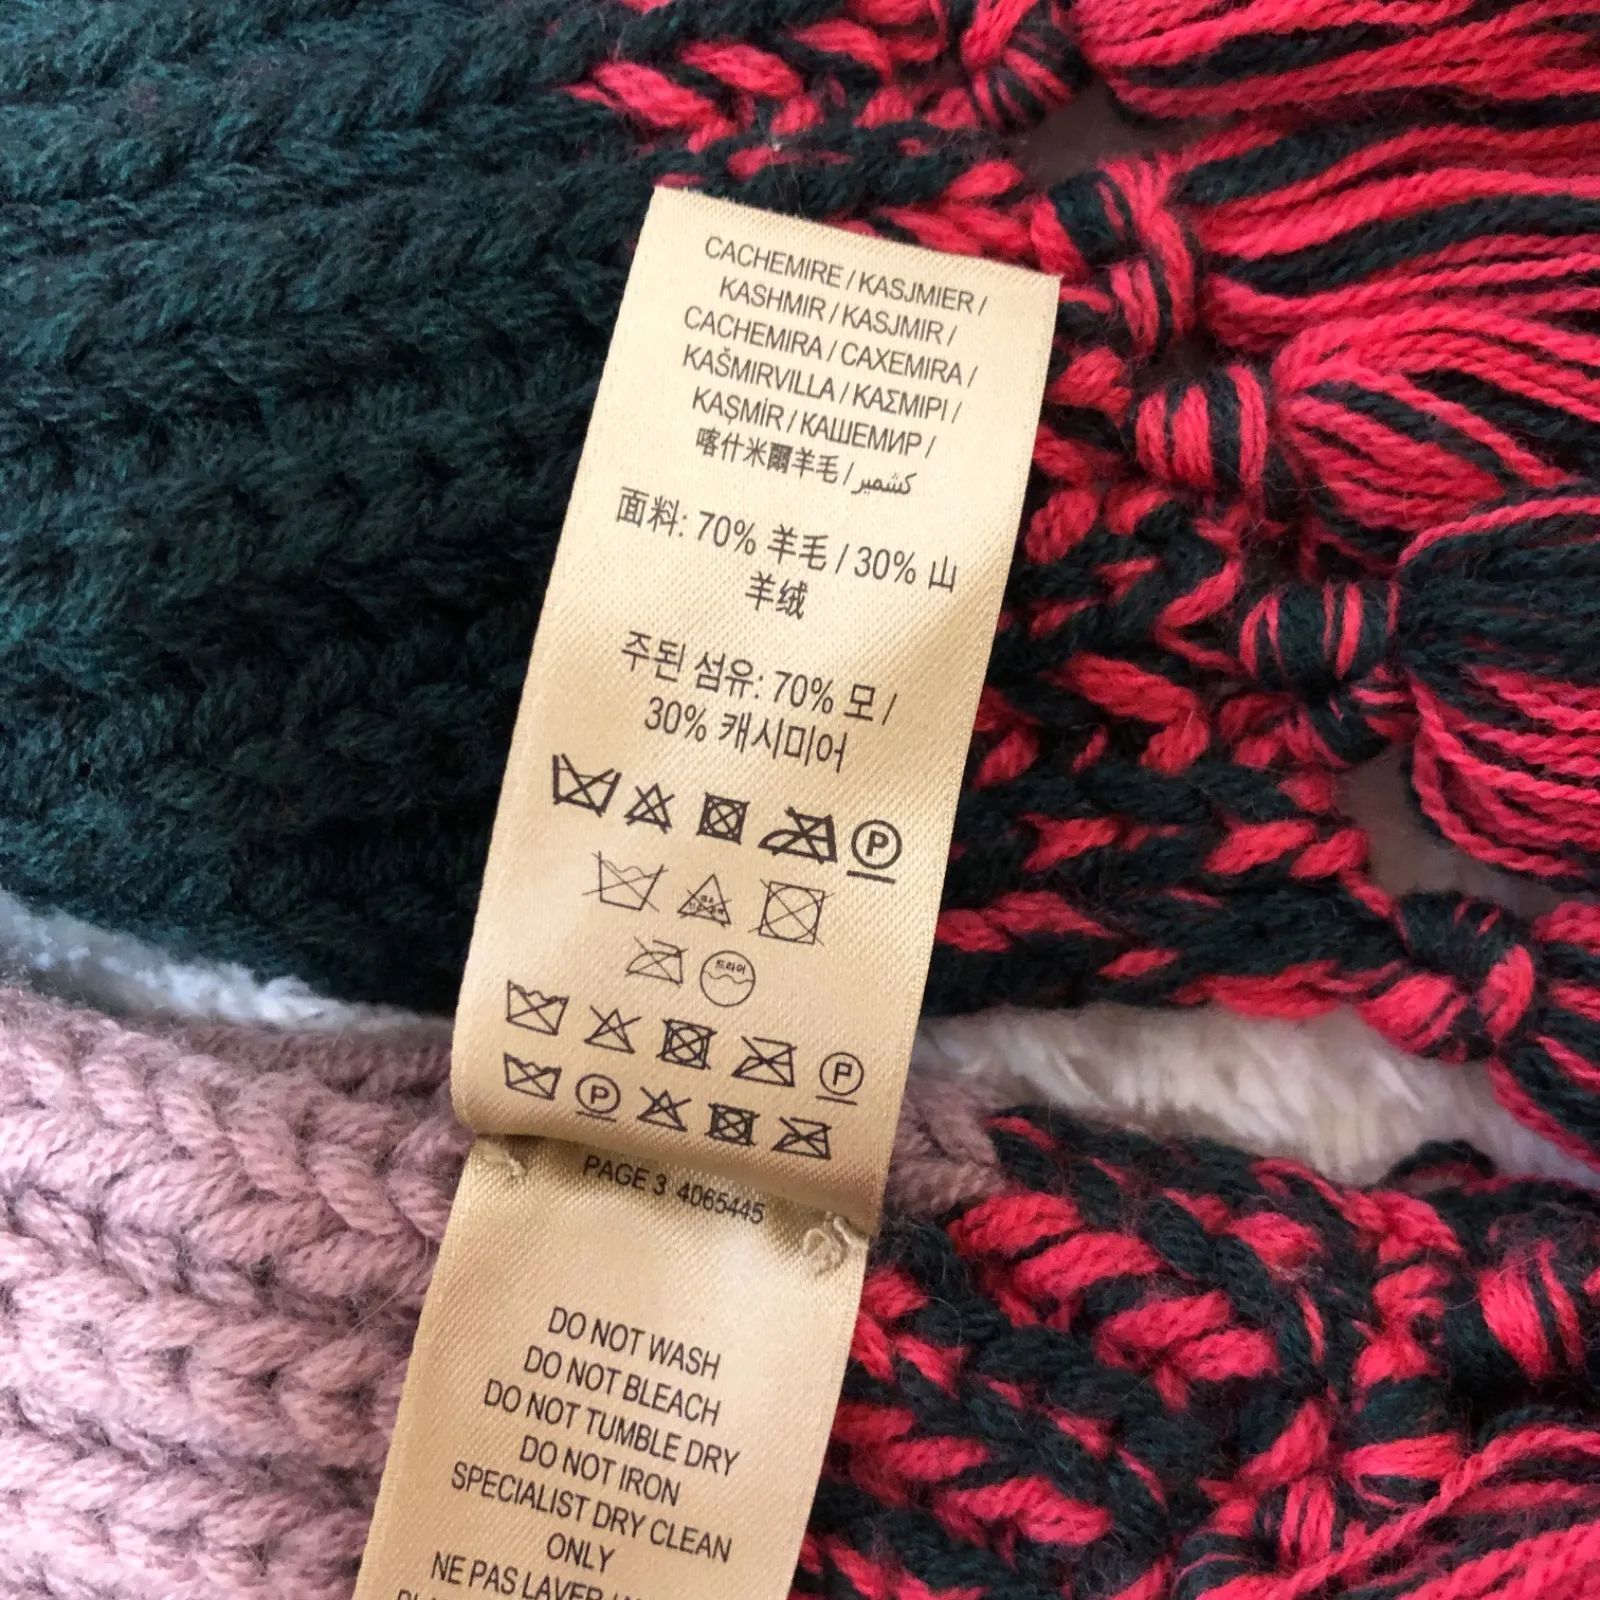 CACHEMIRE / KASJMIER /
KASHMIR / KASJMIR /
CACHEMIRA / CAXEMIRA /
KAŠMIRVILLA / ΚΑΣΜΙΡΙ /
KAŞMİR / КАШЕМИР /
喀什米爾羊毛 / كشمير
面料: 70% 羊毛 / 30% 山
羊绒
주된 섬유: 70% 모 /
30% 캐시미어
P
드라이
P
P
PAGE 3 4065445
DO NOT WASH
DO NOT BLEACH
DO NOT TUMBLE DRY
DO NOT IRON
SPECIALIST DRY CLEAN
ONLY
NE PAS LAVER /